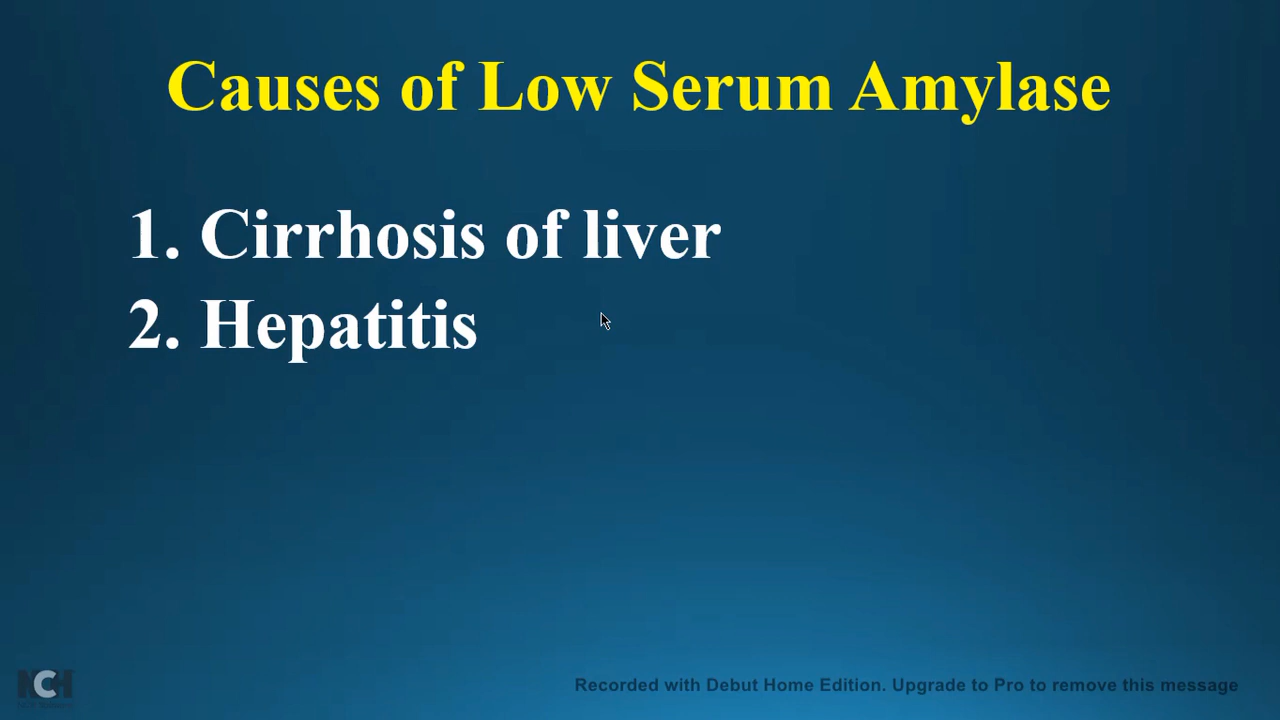 Causes of Low Serum Amylase
1. Cirrhosis of liver
2. Hepatitis
NCH
Recorded with Debut Home Edition. Upgrade to Pro to remove this message